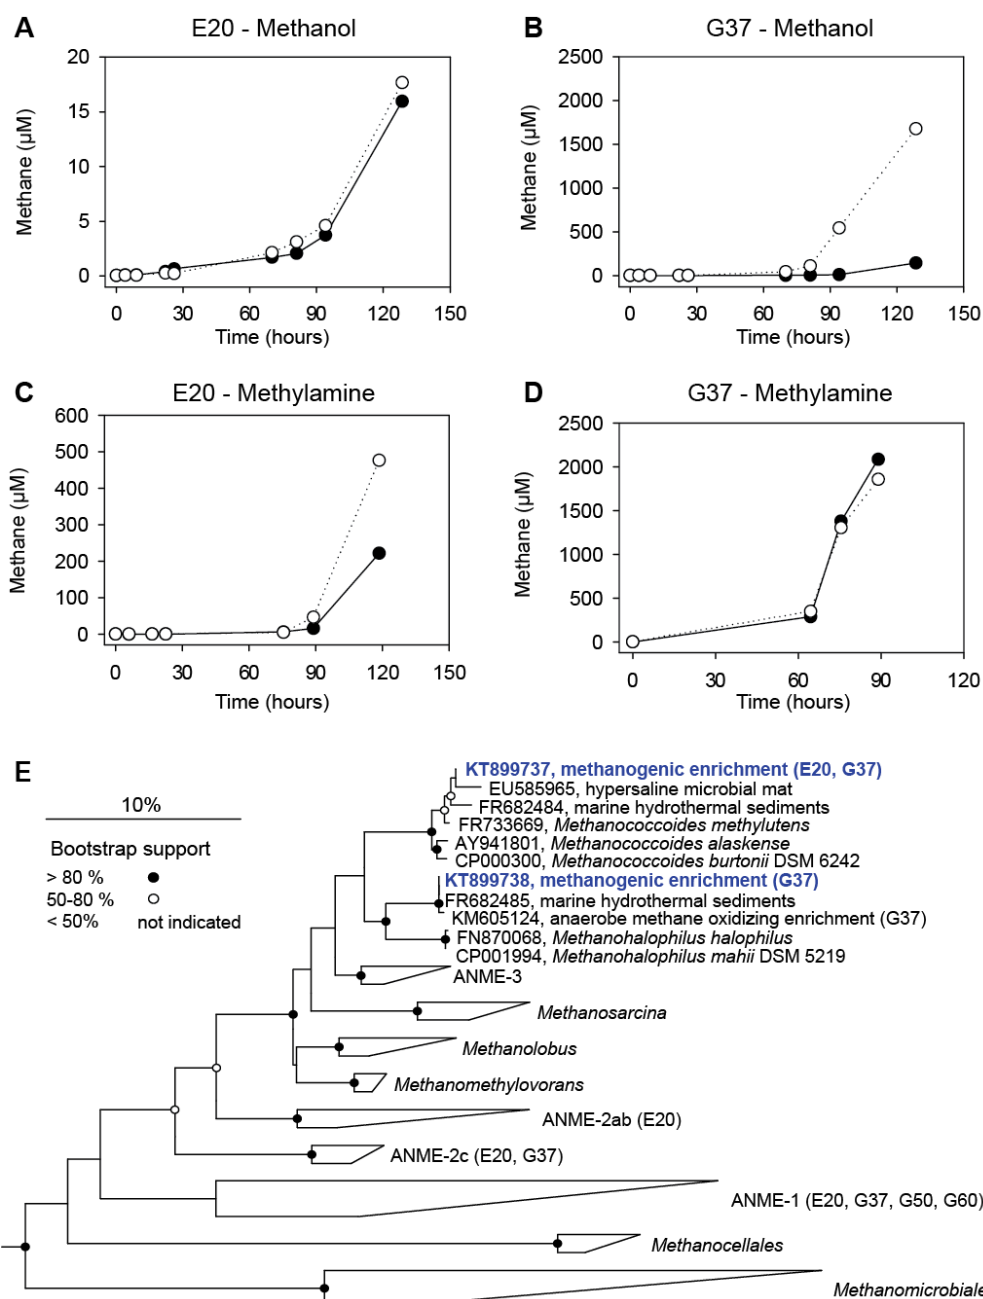 A
E20 - Methanol
20
15
10
5
0
Methane (µM)
0 30 60 90 120 150
Time (hours)
B
G37 - Methanol
2500
2000
1500
1000
500
0
Methane (µM)
0 30 60 90 120 150
Time (hours)
C
E20 - Methylamine
600
500
400
300
200
100
0
Methane (µM)
0 30 60 90 120 150
Time (hours)
D
G37 - Methylamine
2500
2000
1500
1000
500
0
Methane (µM)
0 30 60 90 120
Time (hours)
E
10%
Bootstrap support
> 80 %
50-80 %
< 50% not indicated
KT899737, methanogenic enrichment (E20, G37)
EU585965, hypersaline microbial mat
FR682484, marine hydrothermal sediments
FR733669, Methanococcoides methylutens
AY941801, Methanococcoides alaskense
CP000300, Methanococcoides burtonii DSM 6242
KT899738, methanogenic enrichment (G37)
FR682485, marine hydrothermal sediments
KM605124, anaerobe methane oxidizing enrichment (G37)
FN870068, Methanohalophilus halophilus
CP001994, Methanohalophilus mahii DSM 5219
ANME-3
Methanosarcina
Methanolobus
Methanomethylovorans
ANME-2ab (E20)
ANME-2c (E20, G37)
ANME-1 (E20, G37, G50, G60)
Methanocellales
Methanomicrobiale